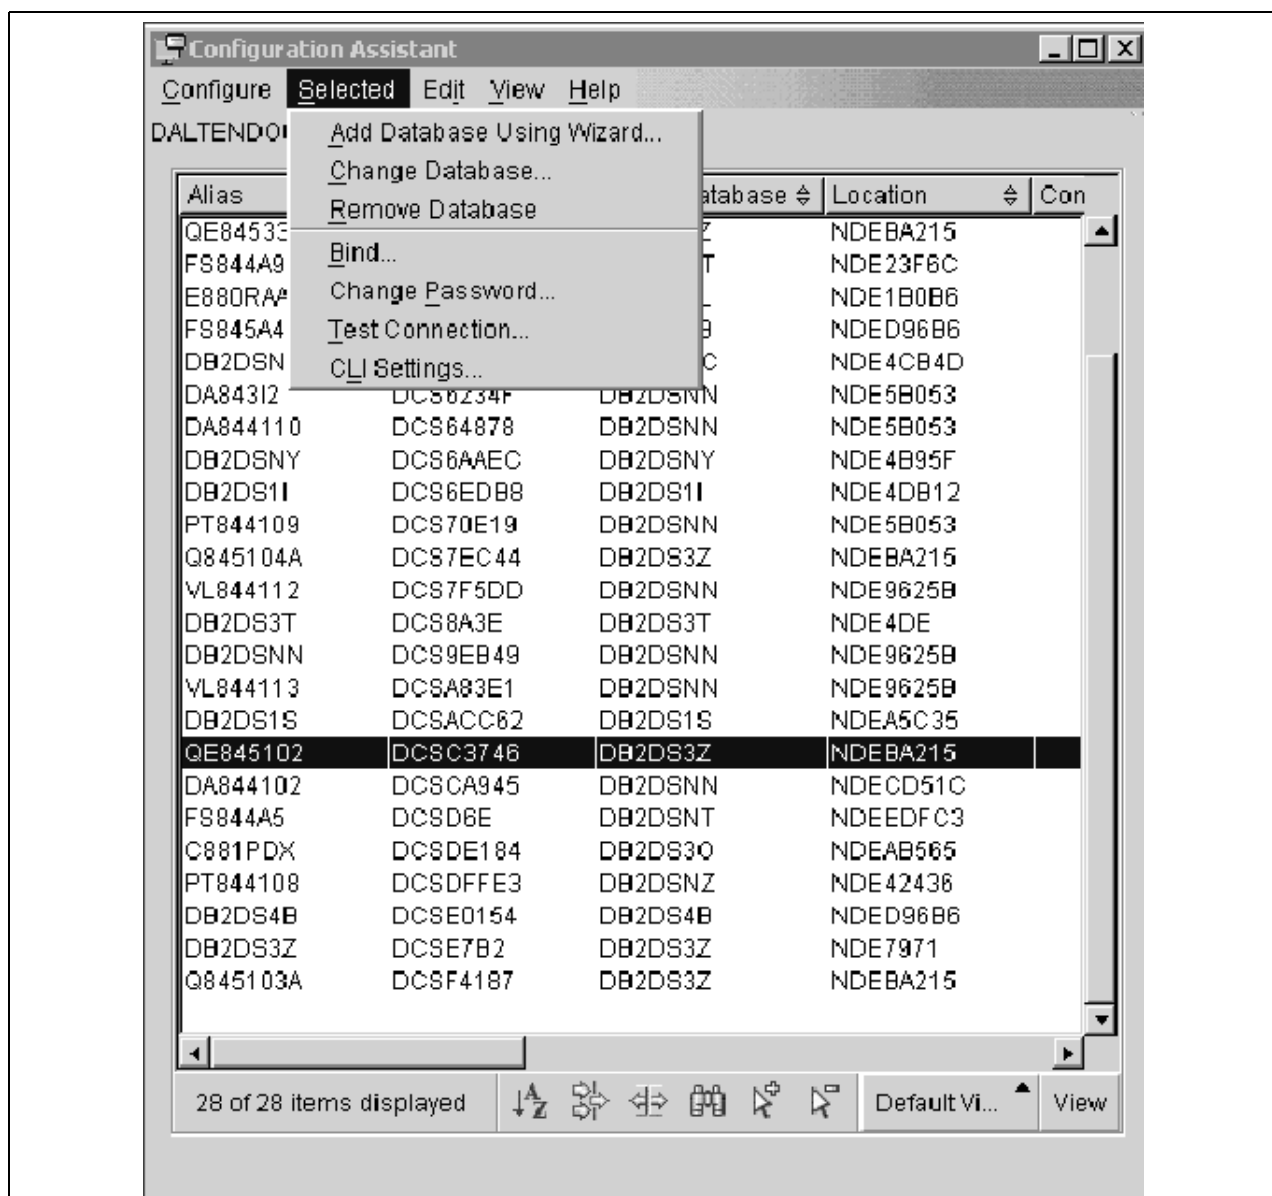 Configuration Assistant
Configure Selected Edit View Help
DALTENDO
Add Database Using Wizard...
Change Database...
Remove Database
Bind...
Change Password...
Test Connection...
CLI Settings...
Alias atabase Location Con
QE84533 Z NDEBA215
FS844A9 T NDE23F6C
E880RAA NDE1B0B6
FS845A4 B NDED96B6
DB2DSN C NDE4CB4D
DA843I2 DCS6234F DB2DSNN NDE5B053
DA844110 DCS64878 DB2DSNN NDE5B053
DB2DSNY DCS6AAEC DB2DSNY NDE4B95F
DB2DS1I DCS6EDB8 DB2DS1I NDE4DB12
PT844109 DCS70E19 DB2DSNN NDE5B053
Q845104A DCS7EC44 DB2DS3Z NDEBA215
VL844112 DCS7F5DD DB2DSNN NDE9625B
DB2DS3T DCS8A3E DB2DS3T NDE4DE
DB2DSNN DCS9EB49 DB2DSNN NDE9625B
VL844113 DCSA83E1 DB2DSNN NDE9625B
DB2DS1S DCSACC62 DB2DS1S NDEA5C35
QE845102 DCSC3746 DB2DS3Z NDEBA215
DA844102 DCSCA945 DB2DSNN NDECD51C
FS844A5 DCSD6E DB2DSNT NDEEDFC3
C881PDX DCSDE184 DB2DS3O NDEAB565
PT844108 DCSDFFE3 DB2DSNZ NDE42436
DB2DS4B DCSE0154 DB2DS4B NDED96B6
DB2DS3Z DCSE7B2 DB2DS3Z NDE7971
Q845103A DCSF4187 DB2DS3Z NDEBA215
28 of 28 items displayed Default Vi... View